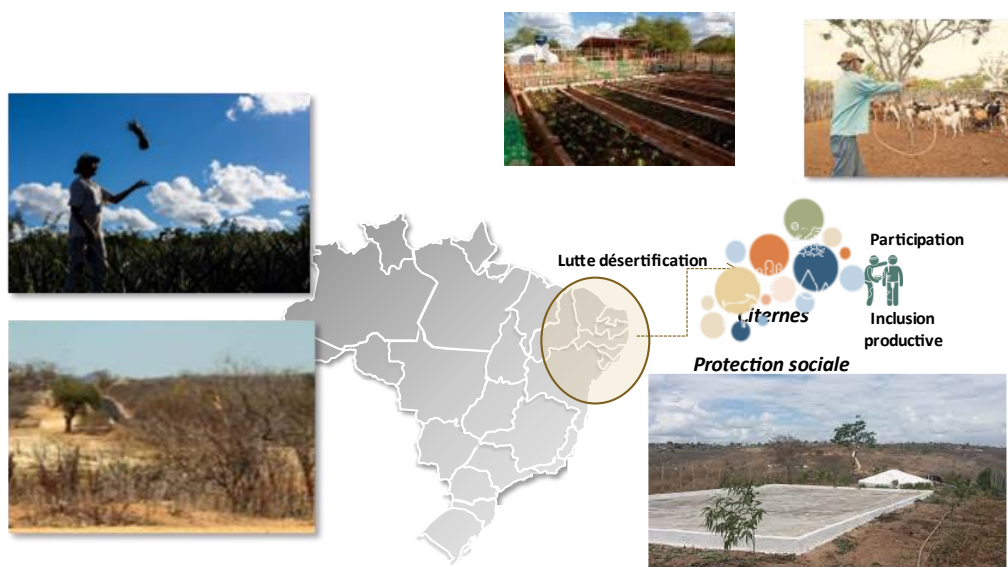 Lutte désertification
Participation
Citernes
Inclusion
productive
Protection sociale